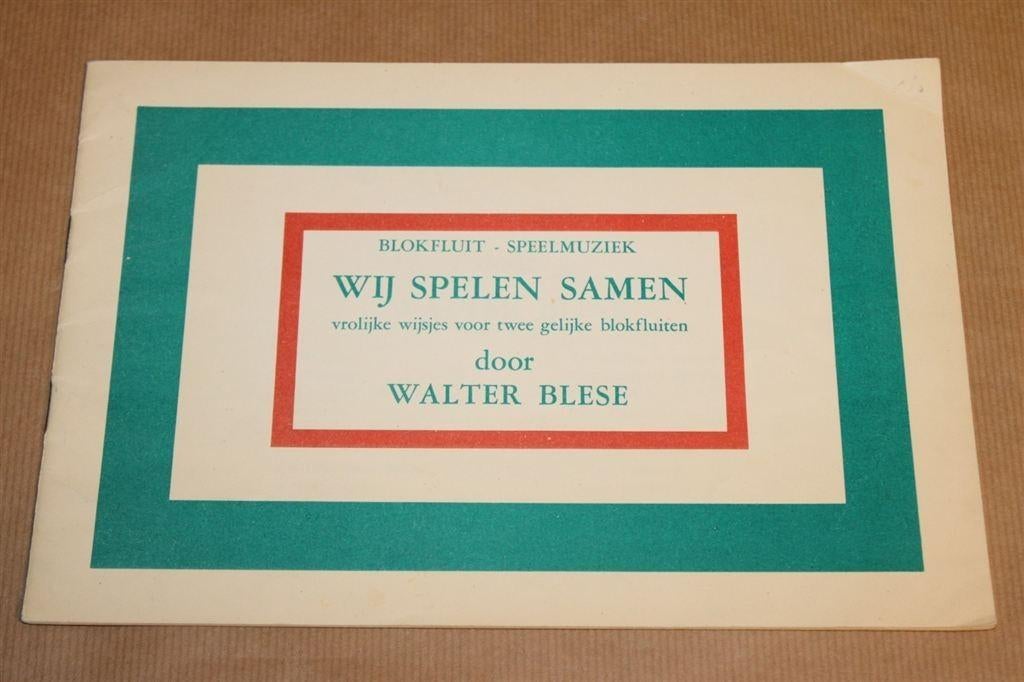 BLOKFLUIT - SPEELMUZIEK
WIJ SPELEN SAMEN
vrolijke wijsjes voor twee gelijke blokfluiten
door
WALTER BLESE